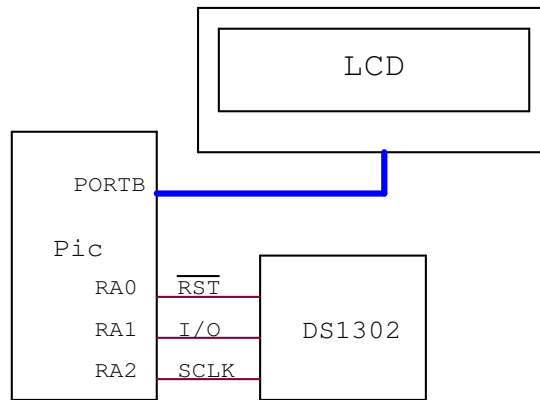 LCD
PORTB
Pic
RA0 RST
RA1 I/O DS1302
RA2 SCLK